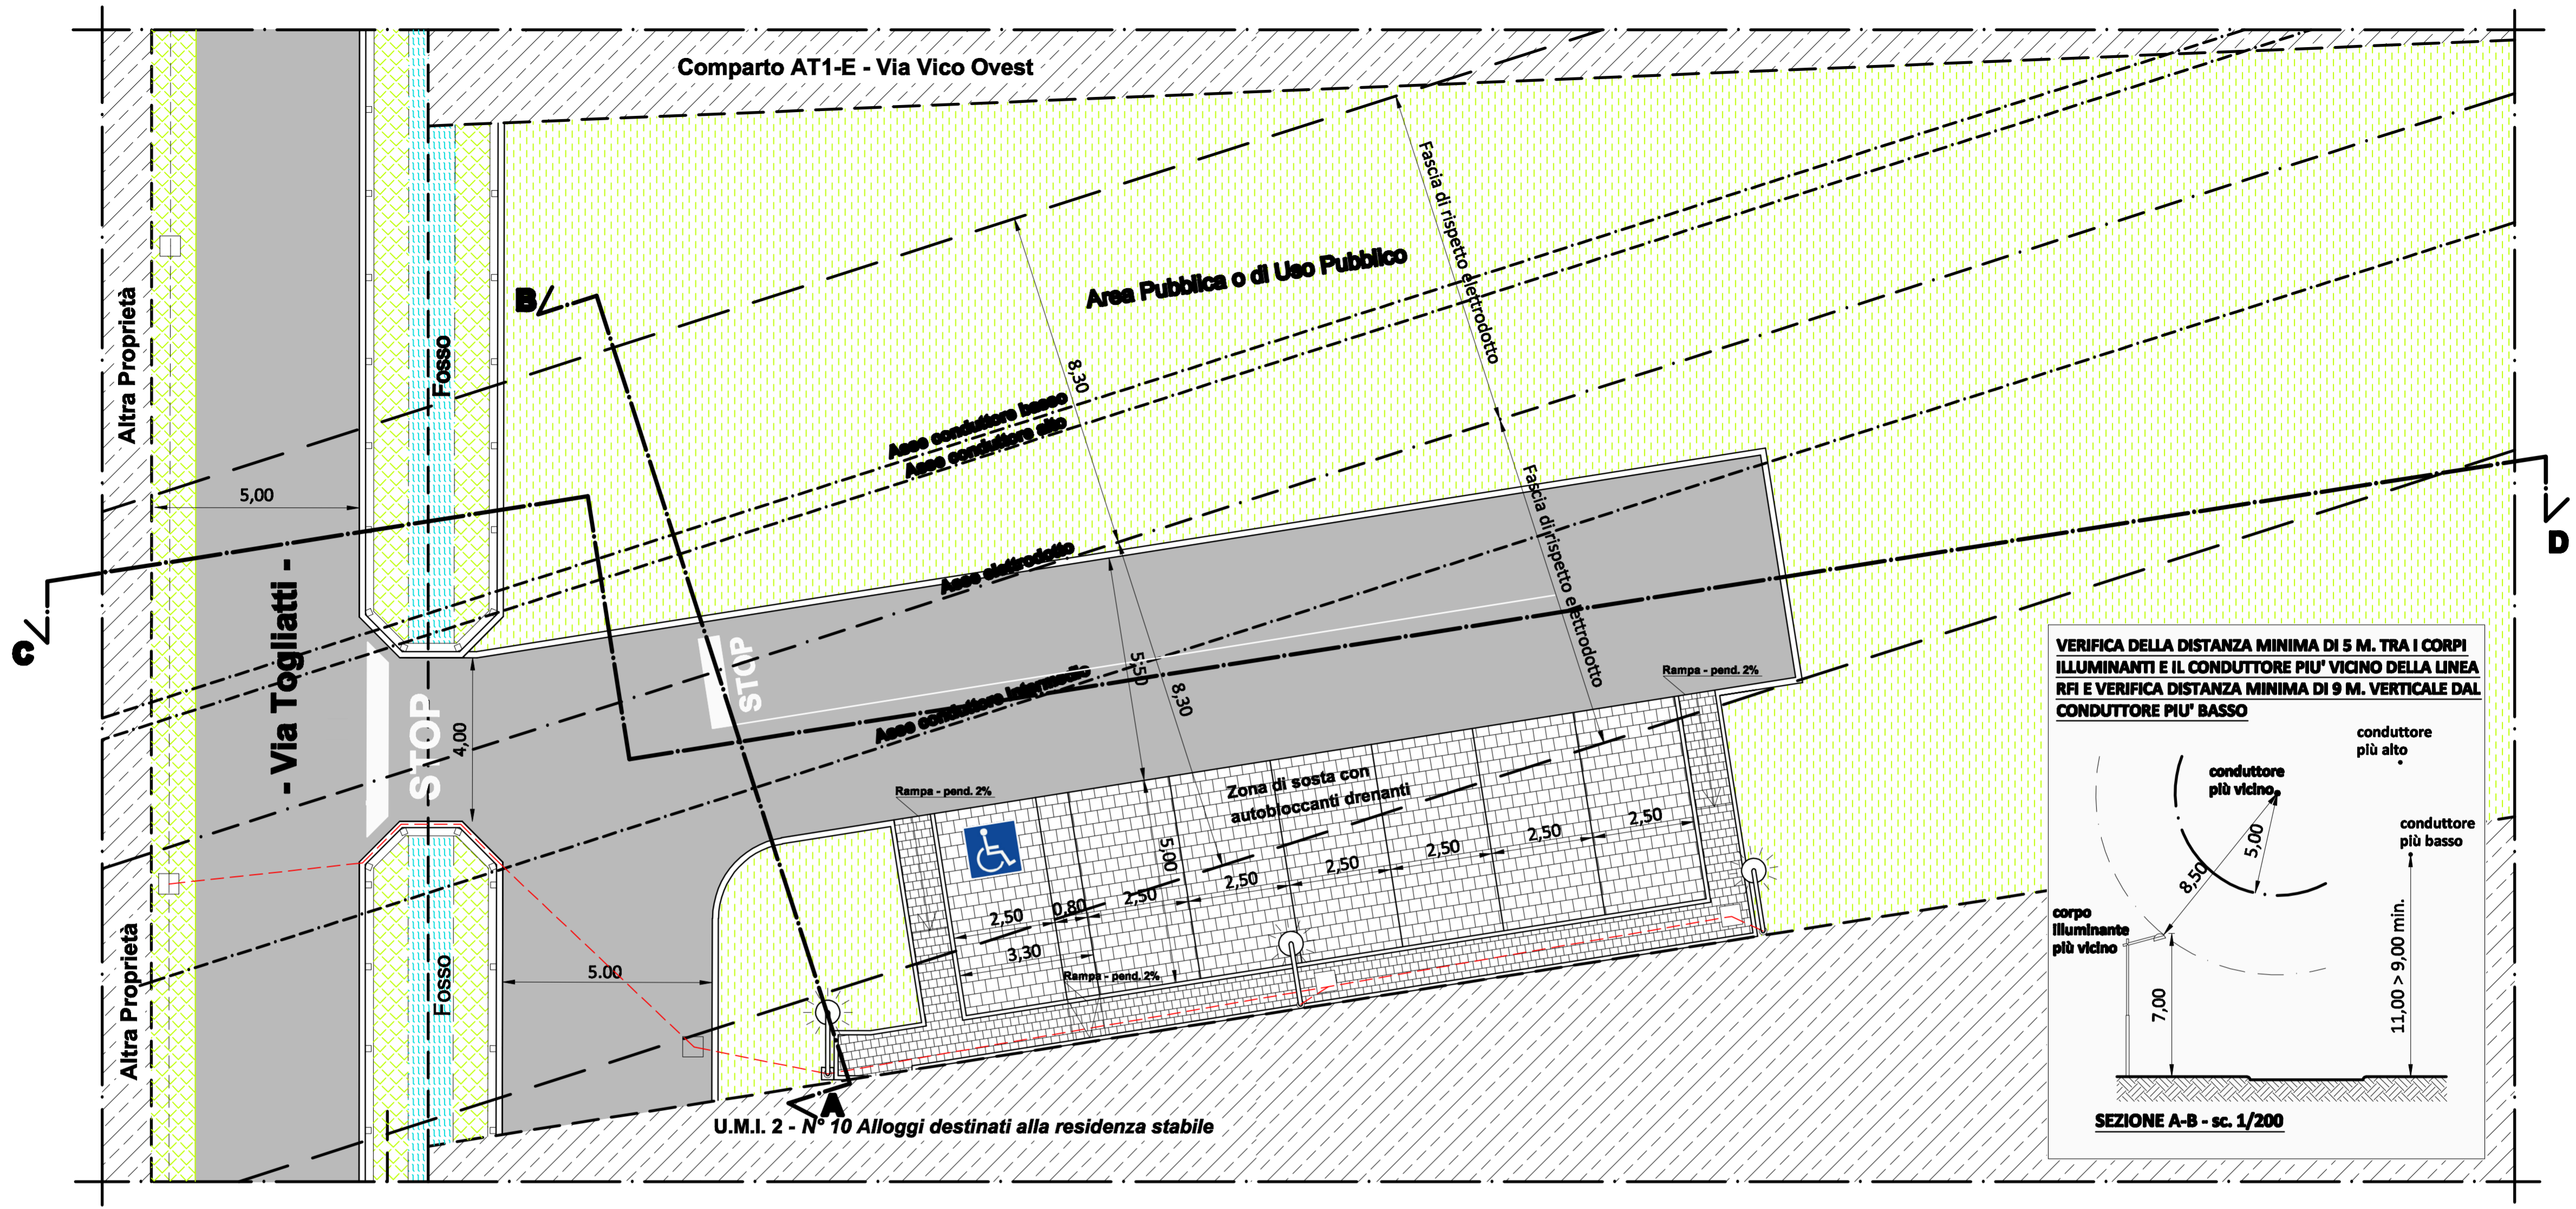 Comparto AT1-E - Via Vico Ovest
Altra Proprietà
Fosso
B
Area Pubblica o di Uso Pubblico
Fascia di rispetto elettrodotto
8,30
Asse conduttore basso
Asse conduttore alto
5,00
C
- Via Togliatti -
D
Asse elettrodotto
Fascia di rispetto elettrodotto
STOP
STOP
4,00
5,50
8,30
Asse conduttore intermedio
Rampa - pend. 2%
Rampa - pend. 2%
Zona di sosta con
autobloccanti drenanti
5,00
2,50
0,80
2,50
2,50
2,50
2,50
2,50
2,50
3,30
Rampa - pend. 2%
Altra Proprietà
Fosso
5.00
A
U.M.I. 2 - N° 10 Alloggi destinati alla residenza stabile
VERIFICA DELLA DISTANZA MINIMA DI 5 M. TRA I CORPI
ILLUMINANTI E IL CONDUTTORE PIU' VICINO DELLA LINEA
RFI E VERIFICA DISTANZA MINIMA DI 9 M. VERTICALE DAL
CONDUTTORE PIU' BASSO
conduttore
più alto
conduttore
più vicino
conduttore
più basso
5,00
8,50
corpo
illuminante
più vicino
7,00
11,00 > 9,00 min.
SEZIONE A-B - sc. 1/200